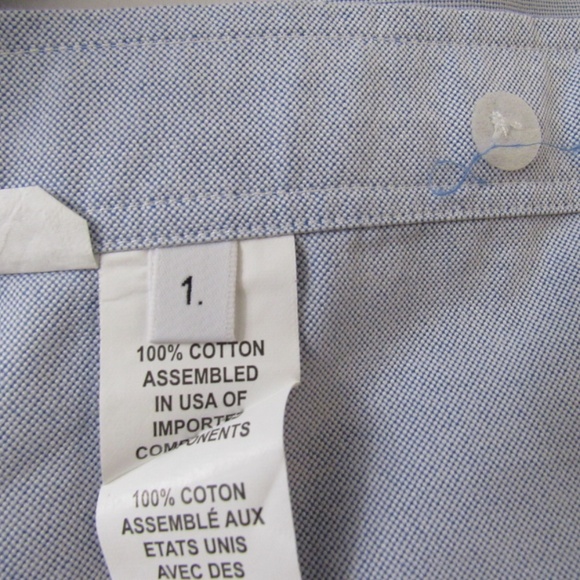 1.
100% COTTON
ASSEMBLED
IN USA OF
IMPORTED
COMPONENTS
100% COTON
ASSEMBLÉ AUX
ETATS UNIS
AVEC DES